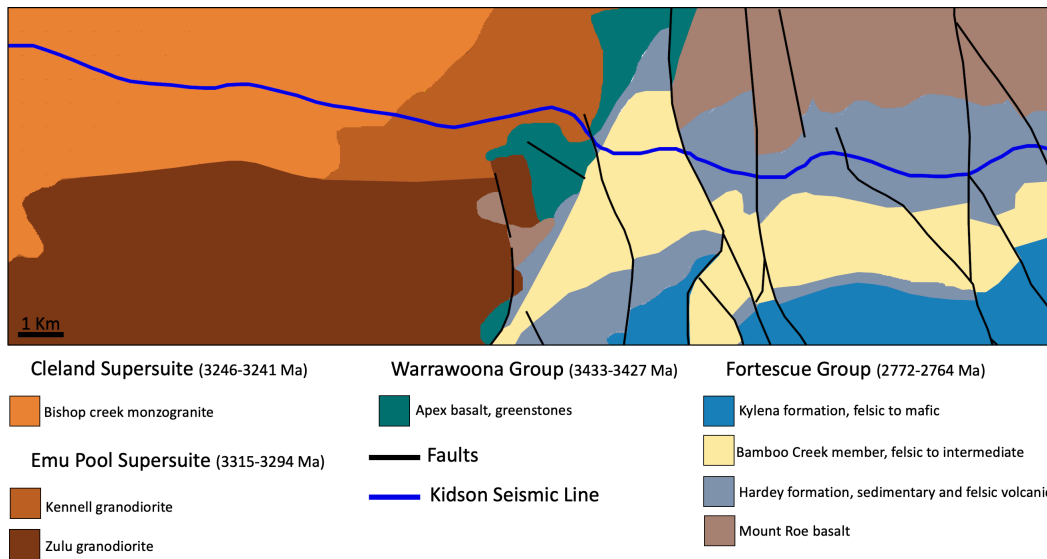 1 Km
Cleland Supersuite (3246-3241 Ma)
Bishop creek monzogranite
Emu Pool Supersuite (3315-3294 Ma)
Kennell granodiorite
Zulu granodiorite
Warrawoona Group (3433-3427 Ma)
Apex basalt, greenstones
Faults
Kidson Seismic Line
Fortescue Group (2772-2764 Ma)
Kylena formation, felsic to mafic
Bamboo Creek member, felsic to intermediate
Hardey formation, sedimentary and felsic volcanic
Mount Roe basalt